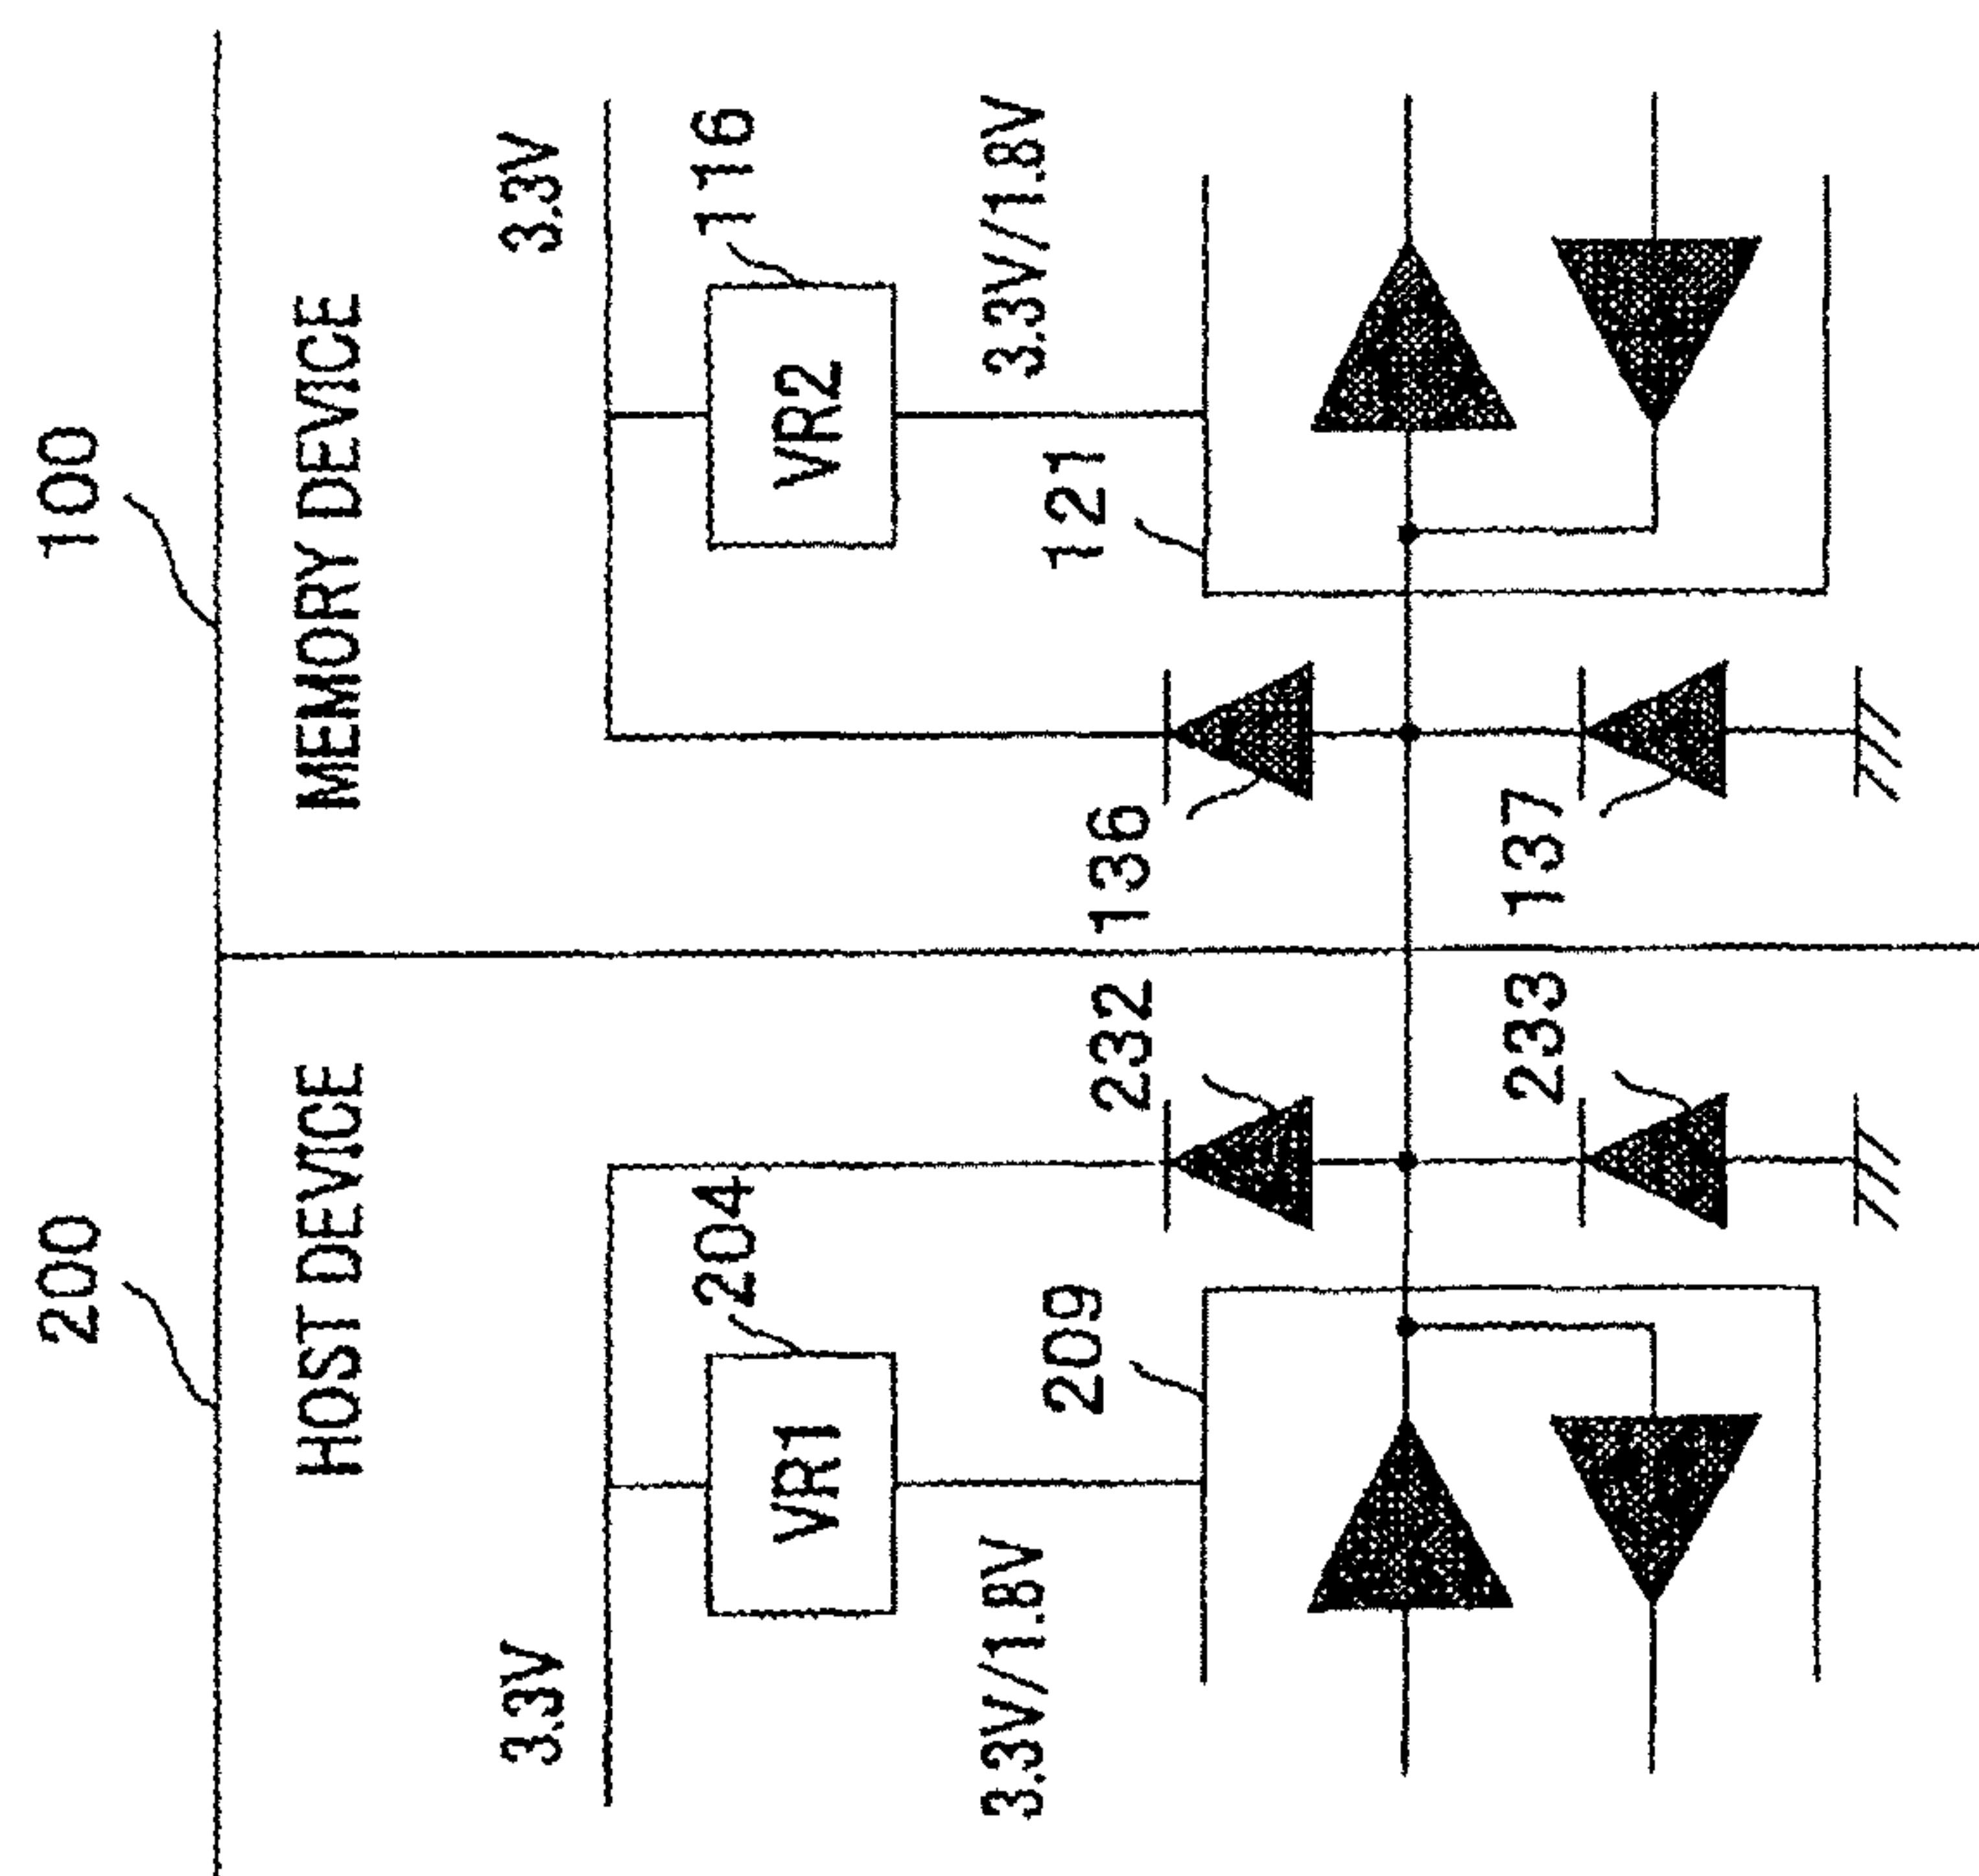 200
100
HOST DEVICE
MEMORY DEVICE
3.3V
3.3V
204
116
VR1
VR2
3.3V/1.8V
209
121
3.3V/1.8V
232
136
233
137